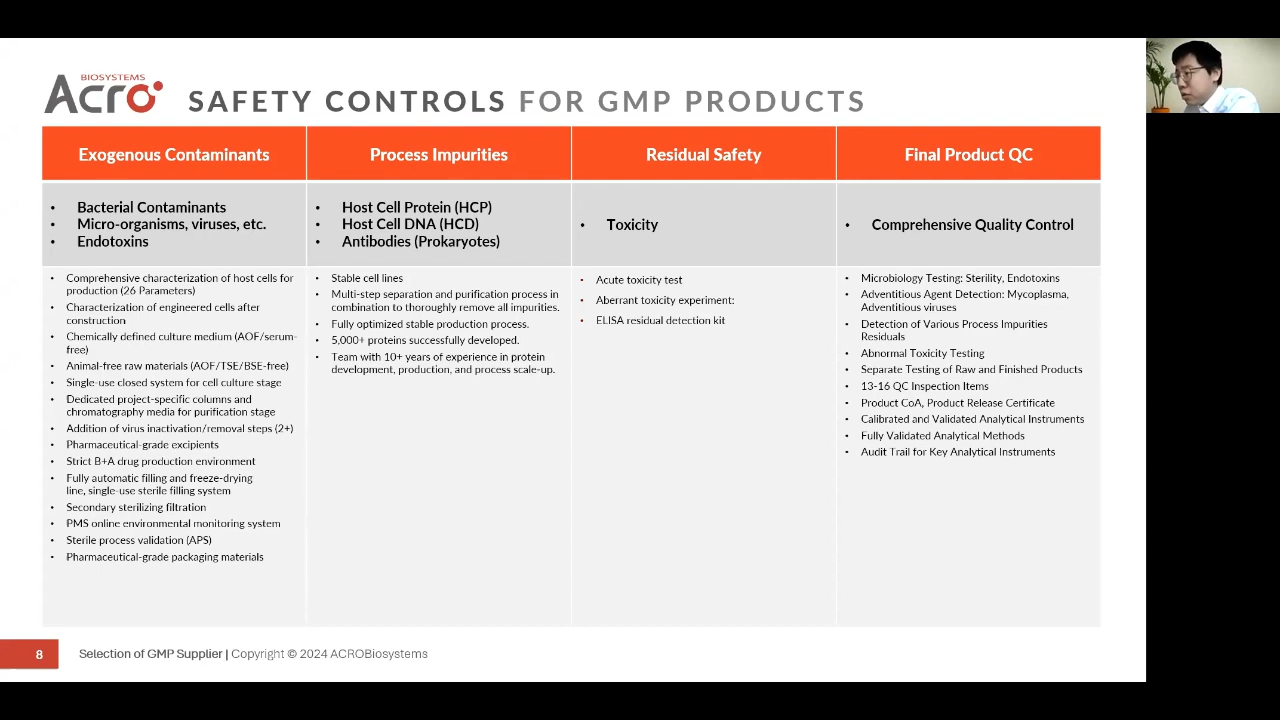 BIOSYSTEMS
Acro
SAFETY CONTROLS FOR GMP PRODUCTS
Exogenous Contaminants
Process Impurities
Residual Safety
Final Product QC
• Bacterial Contaminants
• Micro-organisms, viruses, etc.
• Endotoxins
• Host Cell Protein (HCP)
• Host Cell DNA (HCD)
• Antibodies (Prokaryotes)
• Toxicity
• Comprehensive Quality Control
• Comprehensive characterization of host cells for
production (26 Parameters)
• Characterization of engineered cells after
construction
• Chemically defined culture medium (AOF/serum-
free)
• Animal-free raw materials (AOF/TSE/BSE-free)
• Single-use closed system for cell culture stage
• Dedicated project-specific columns and
chromatography media for purification stage
• Addition of virus inactivation/removal steps (2+)
• Pharmaceutical-grade excipients
• Strict B+A drug production environment
• Fully automatic filling and freeze-drying
line, single-use sterile filling system
• Secondary sterilizing filtration
• PMS online environmental monitoring system
• Sterile process validation (APS)
• Pharmaceutical-grade packaging materials
• Stable cell lines
• Multi-step separation and purification process in
combination to thoroughly remove all impurities.
• Fully optimized stable production process.
• 5,000+ proteins successfully developed.
• Team with 10+ years of experience in protein
development, production, and process scale-up.
• Acute toxicity test
• Aberrant toxicity experiment:
• ELISA residual detection kit
• Microbiology Testing: Sterility, Endotoxins
• Adventitious Agent Detection: Mycoplasma,
Adventitious viruses
• Detection of Various Process Impurities
Residuals
• Abnormal Toxicity Testing
• Separate Testing of Raw and Finished Products
• 13-16 QC Inspection Items
• Product CoA, Product Release Certificate
• Calibrated and Validated Analytical Instruments
• Fully Validated Analytical Methods
• Audit Trail for Key Analytical Instruments
8
Selection of GMP Supplier | Copyright © 2024 ACROBiosystems